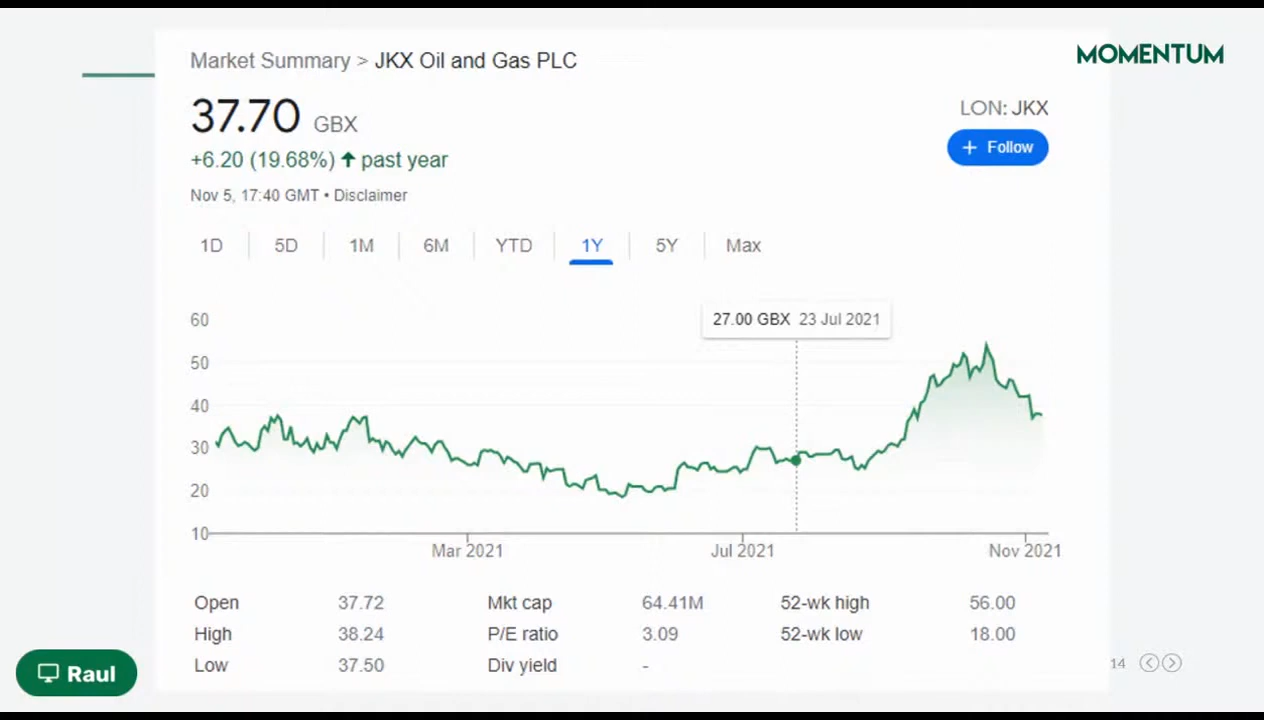 MOMENTUM
Market Summary > JKX Oil and Gas PLC
37.70 GBX
LON: JKX
+6.20 (19.68%) ↑ past year
+ Follow
Nov 5, 17:40 GMT • Disclaimer
1D 5D 1M 6M YTD 1Y 5Y Max
27.00 GBX 23 Jul 2021
60
50
40
30
20
10
Mar 2021 Jul 2021 Nov 2021
Open 37.72 Mkt cap 64.41M 52-wk high 56.00
High 38.24 P/E ratio 3.09 52-wk low 18.00
Low 37.50 Div yield -
14
Raul